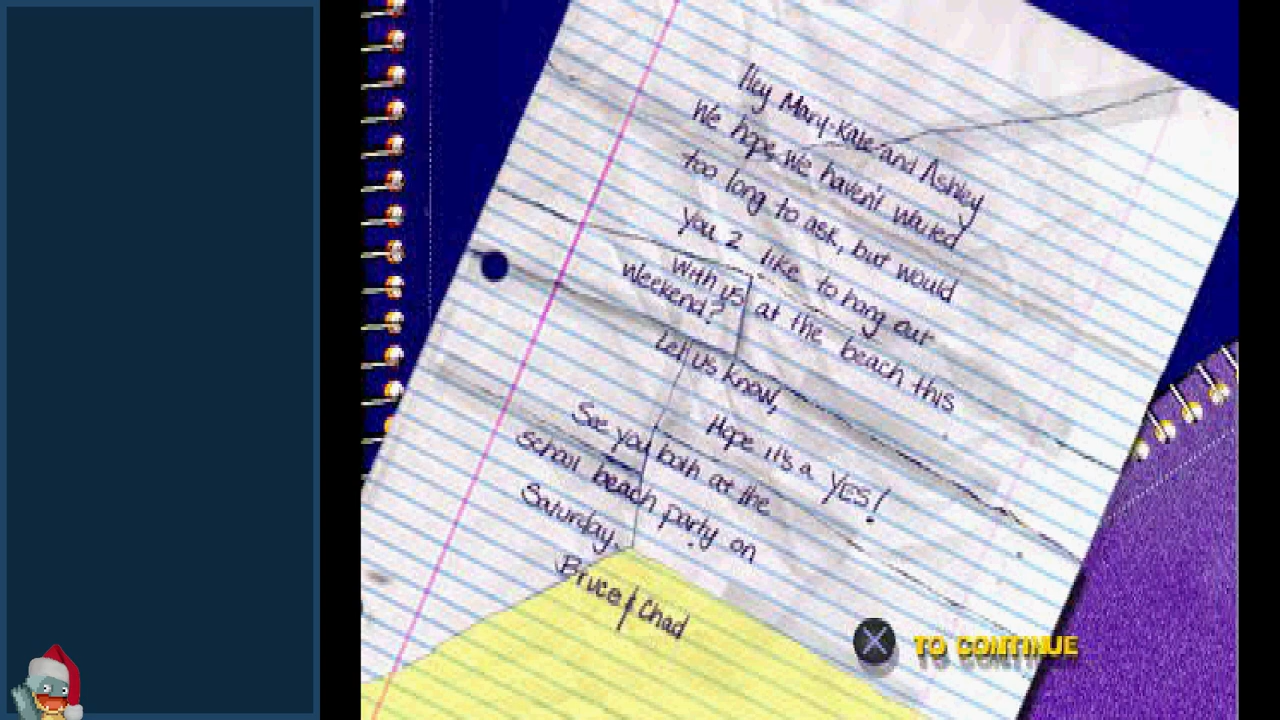 Hey Mary-Kate and Ashley
We hope we haven't waited
too long to ask, but would
you 2 like to hang out
with us at the beach this
weekend?
Let us know,
Hope it's a YES!
See you both at the
school beach party on
Saturday.
Bruce / Chad
TO CONTINUE